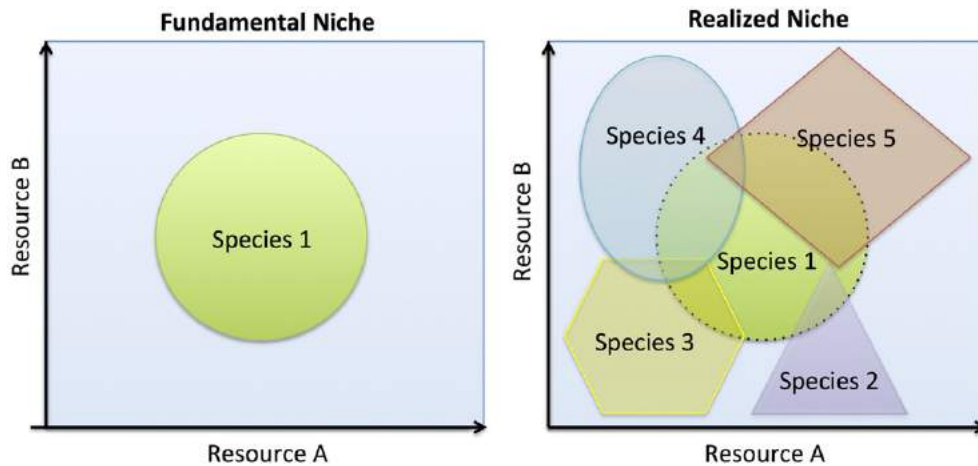 Fundamental Niche
Resource B
Species 1
Resource A
Realized Niche
Resource B
Species 4
Species 5
Species 1
Species 3
Species 2
Resource A